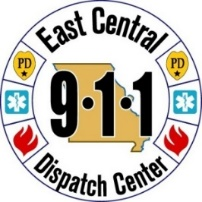 East Central
PD PD
9·1·1
Dispatch Center